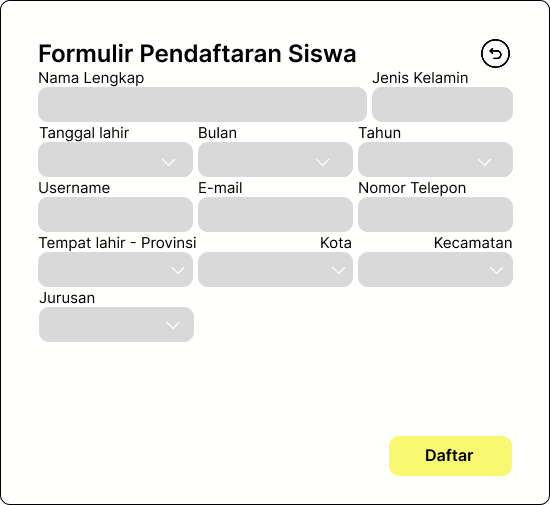 Formulir Pendaftaran Siswa
Nama Lengkap Jenis Kelamin
Tanggal lahir Bulan Tahun
Username E-mail Nomor Telepon
Tempat lahir - Provinsi Kota Kecamatan
Jurusan
Daftar